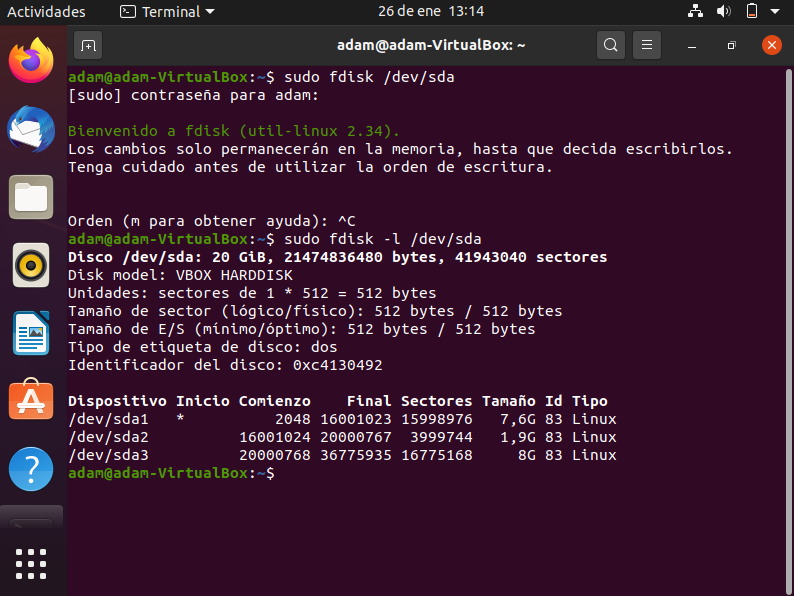 Actividades Terminal 26 de ene 13:14
adam@adam-VirtualBox: ~
adam@adam-VirtualBox:~$ sudo fdisk /dev/sda
[sudo] contraseña para adam:
Bienvenido a fdisk (util-linux 2.34).
Los cambios solo permanecerán en la memoria, hasta que decida escribirlos.
Tenga cuidado antes de utilizar la orden de escritura.
Orden (m para obtener ayuda): ^C
adam@adam-VirtualBox:~$ sudo fdisk -l /dev/sda
Disco /dev/sda: 20 GiB, 21474836480 bytes, 41943040 sectores
Disk model: VBOX HARDDISK
Unidades: sectores de 1 * 512 = 512 bytes
Tamaño de sector (lógico/físico): 512 bytes / 512 bytes
Tamaño de E/S (mínimo/óptimo): 512 bytes / 512 bytes
Tipo de etiqueta de disco: dos
Identificador del disco: 0xc4130492
Dispositivo Inicio Comienzo Final Sectores Tamaño Id Tipo
/dev/sda1 * 2048 16001023 15998976 7,6G 83 Linux
/dev/sda2 16001024 20000767 3999744 1,9G 83 Linux
/dev/sda3 20000768 36775935 16775168 8G 83 Linux
adam@adam-VirtualBox:~$